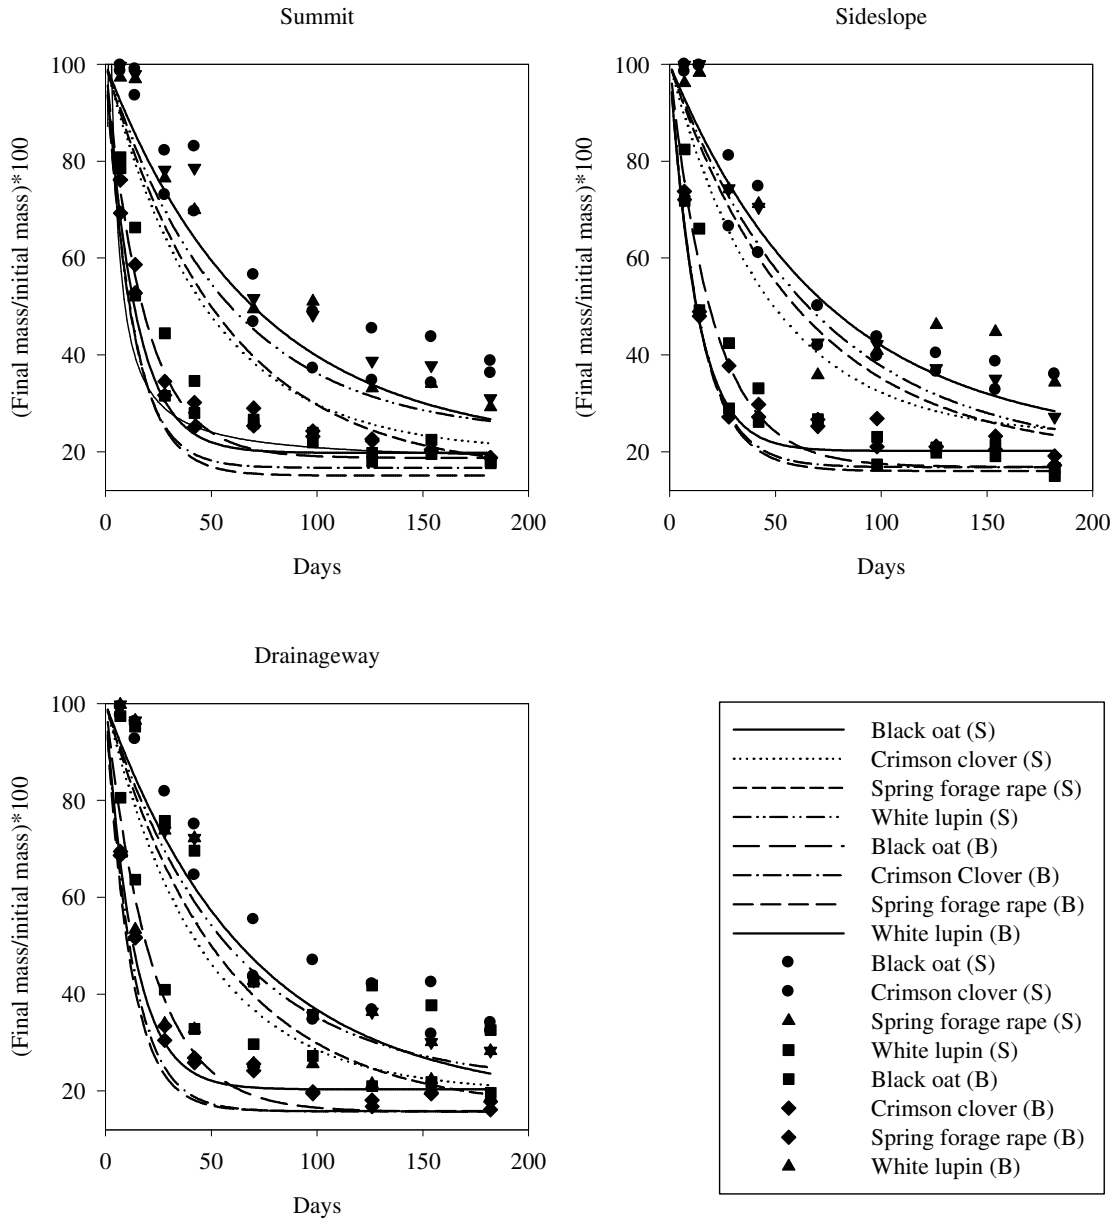 Summit
Sideslope
(Final mass/initial mass)*100
100
80
60
40
20
0 50 100 150 200
Days
(Final mass/initial mass)*100
100
80
60
40
20
0 50 100 150 200
Days
Drainageway
(Final mass/initial mass)*100
100
80
60
40
20
0 50 100 150 200
Days
Black oat (S)
Crimson clover (S)
Spring forage rape (S)
White lupin (S)
Black oat (B)
Crimson Clover (B)
Spring forage rape (B)
White lupin (B)
Black oat (S)
Crimson clover (S)
Spring forage rape (S)
White lupin (S)
Black oat (B)
Crimson clover (B)
Spring forage rape (B)
White lupin (B)